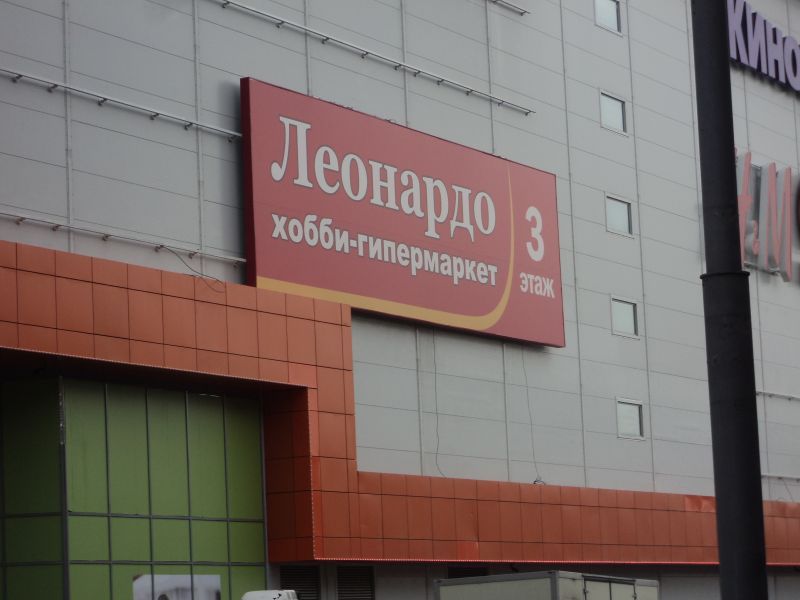 Леонардо
хобби-гипермаркет
3
этаж
КИНО